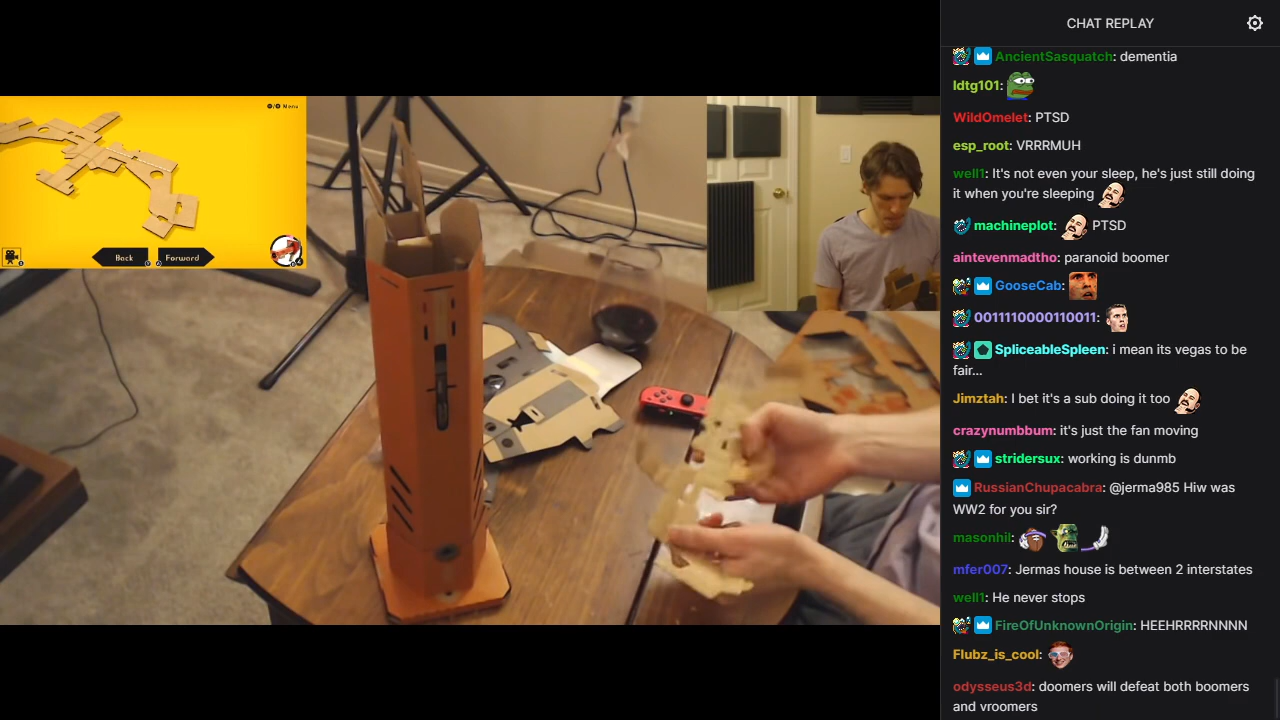 CHAT REPLAY
AncientSasquatch: dementia
ldtg101:
WildOmelet: PTSD
esp_root: VRRRMUH
well1: It's not even your sleep, he's just still doing
it when you're sleeping
machineplot: PTSD
aintevenmadtho: paranoid boomer
GooseCab:
0011110000110011:
SpliceableSpleen: i mean its vegas to be
fair...
Jimztah: I bet it's a sub doing it too
crazynumbbum: it's just the fan moving
stridersux: working is dunmb
RussianChupacabra: @jerma985 Hiw was
WW2 for you sir?
masonhil:
mfer007: Jermas house is between 2 interstates
well1: He never stops
FireOfUnknownOrigin: HEEHRRRRNNNN
Flubz_is_cool:
odysseus3d: doomers will defeat both boomers
and vroomers
Menu
Back Forward